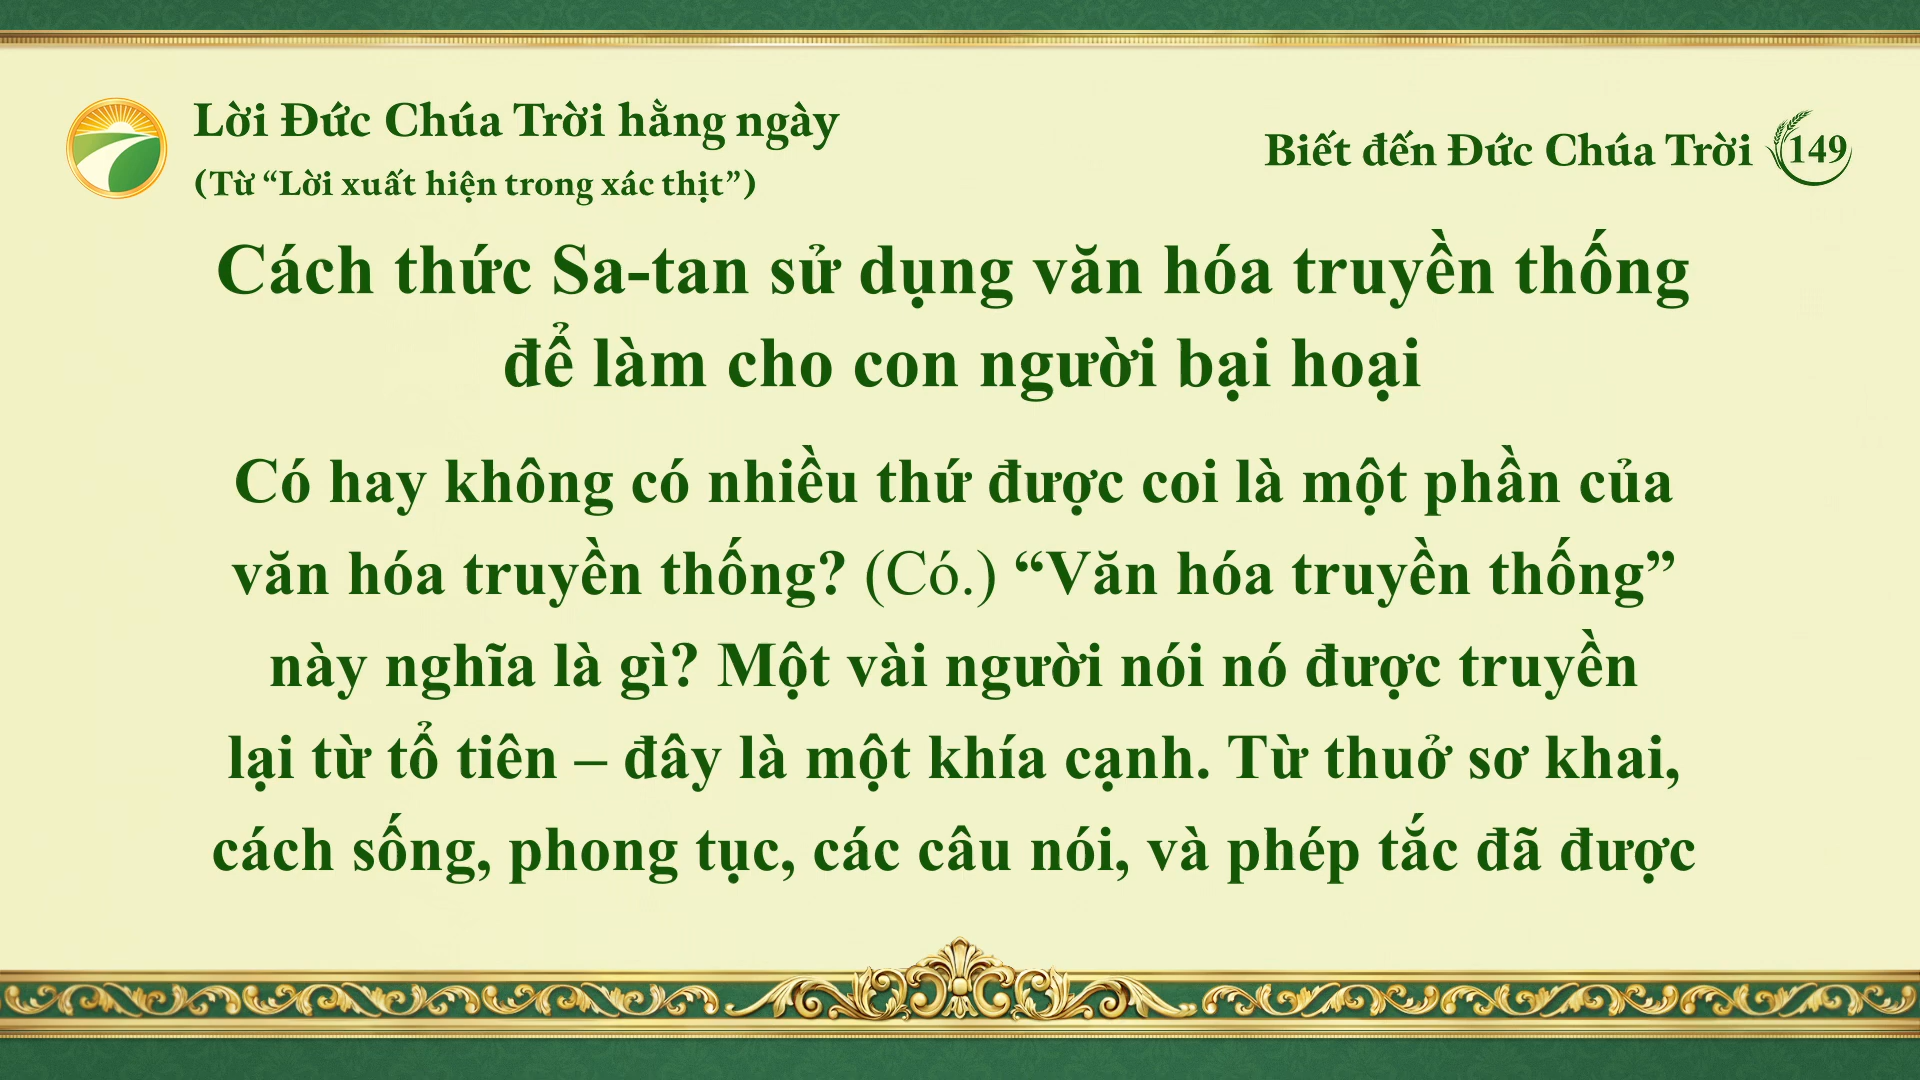 Lời Đức Chúa Trời hằng ngày
(Từ “Lời xuất hiện trong xác thịt”)
Biết đến Đức Chúa Trời 149
Cách thức Sa-tan sử dụng văn hóa truyền thống
để làm cho con người bại hoại
Có hay không có nhiều thứ được coi là một phần của
văn hóa truyền thống? (Có.) “Văn hóa truyền thống”
này nghĩa là gì? Một vài người nói nó được truyền
lại từ tổ tiên – đây là một khía cạnh. Từ thuở sơ khai,
cách sống, phong tục, các câu nói, và phép tắc đã được